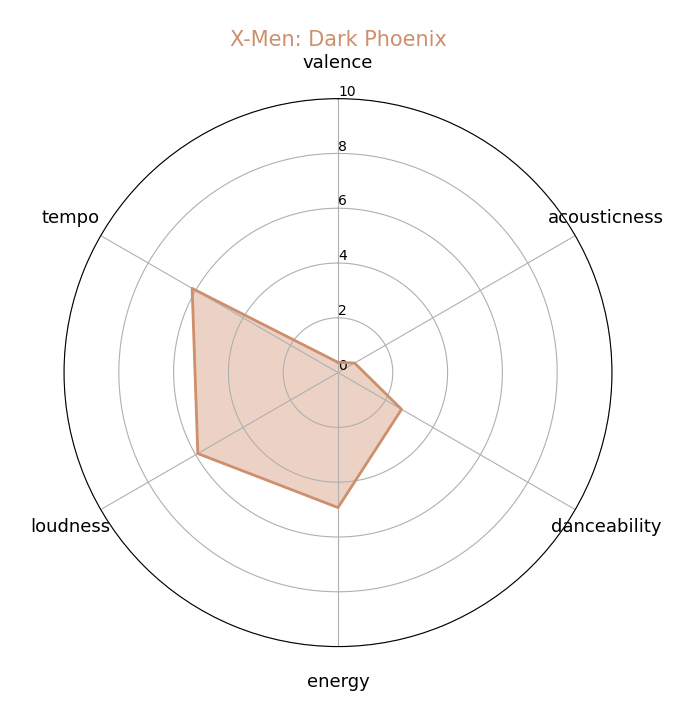 X-Men: Dark Phoenix
valence
10
8
6
4
2
0
tempo
acousticness
loudness
danceability
energy